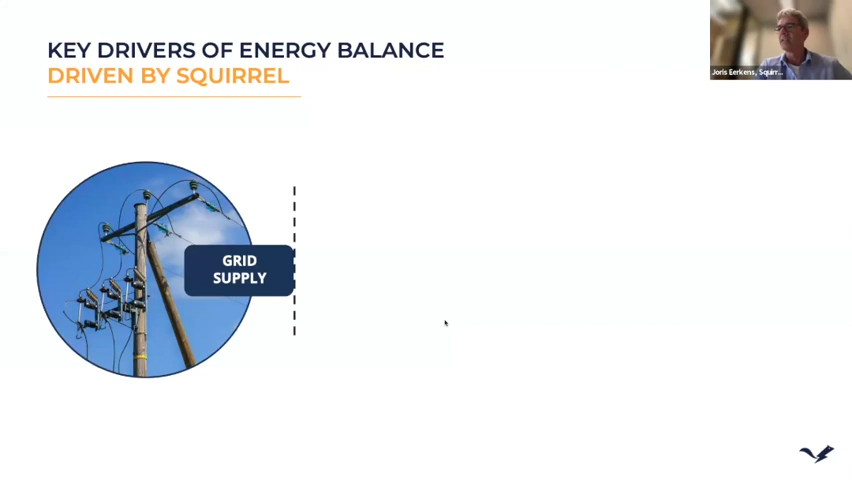 KEY DRIVERS OF ENERGY BALANCE
DRIVEN BY SQUIRREL
Joris Eerkens, Squirr...
GRID
SUPPLY